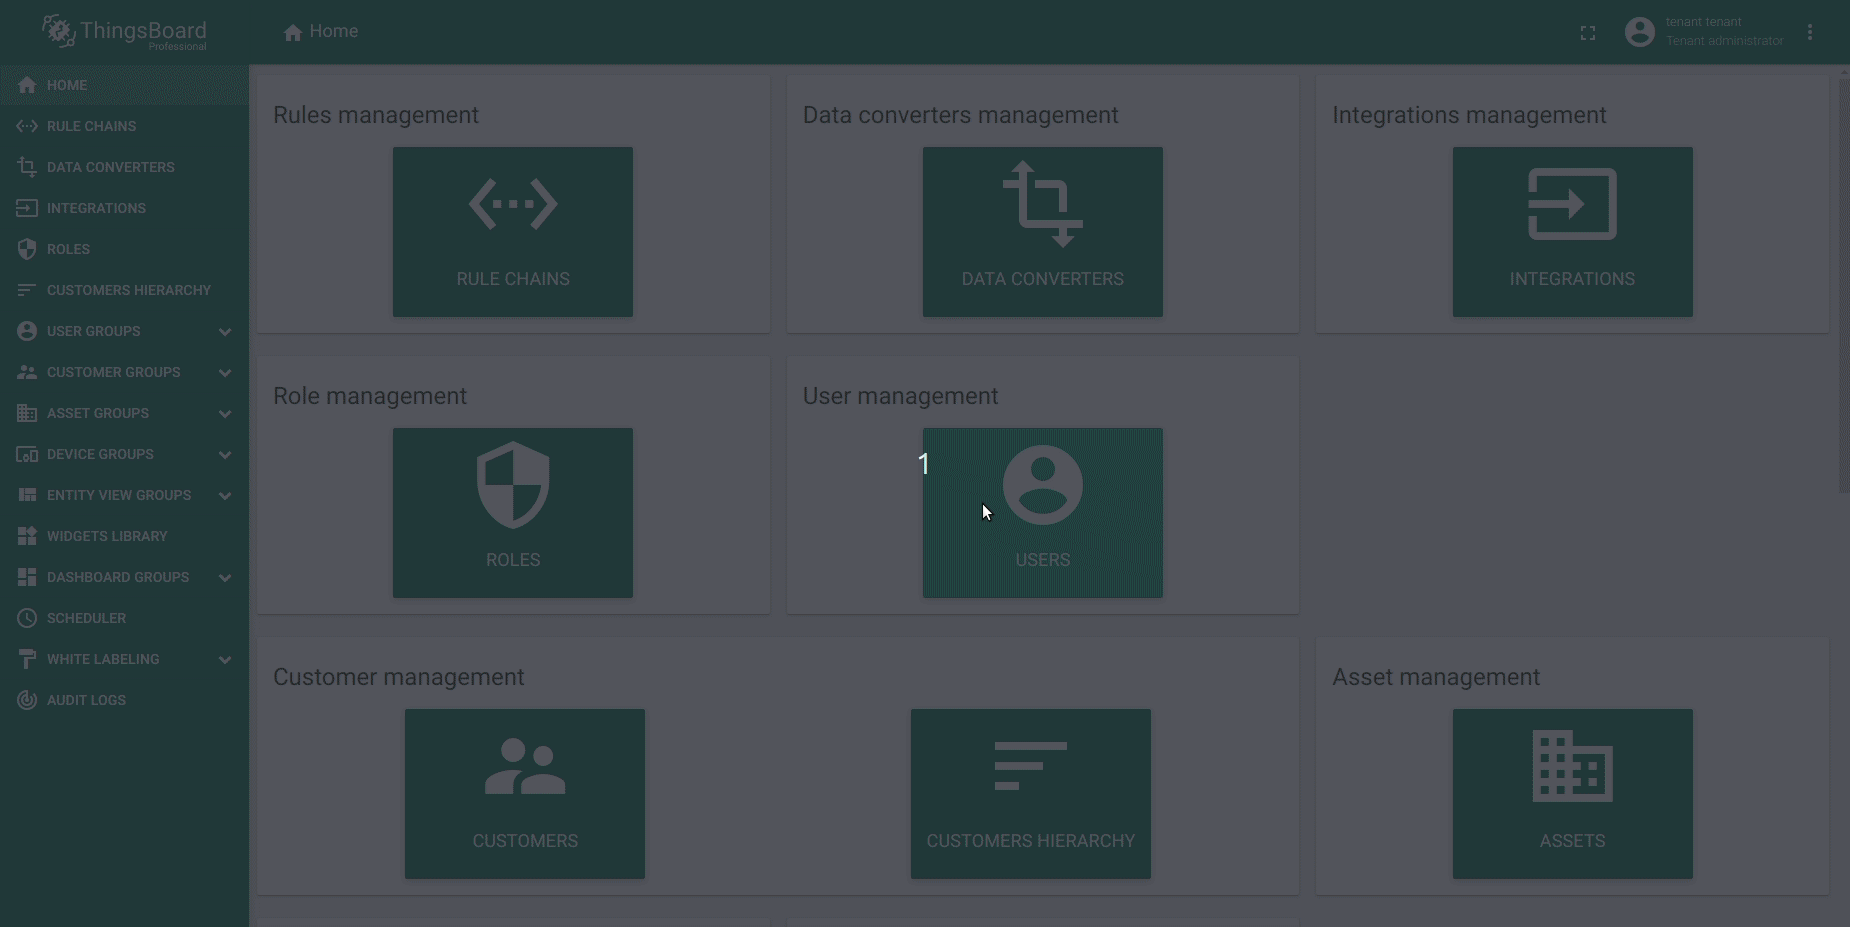 ThingsBoard
Professional
Home
tenant tenant
Tenant administrator
HOME
RULE CHAINS
DATA CONVERTERS
INTEGRATIONS
ROLES
CUSTOMERS HIERARCHY
USER GROUPS
CUSTOMER GROUPS
ASSET GROUPS
DEVICE GROUPS
ENTITY VIEW GROUPS
WIDGETS LIBRARY
DASHBOARD GROUPS
SCHEDULER
WHITE LABELING
AUDIT LOGS
Rules management
RULE CHAINS
Data converters management
DATA CONVERTERS
Integrations management
INTEGRATIONS
Role management
ROLES
User management
1
USERS
Customer management
CUSTOMERS
CUSTOMERS HIERARCHY
Asset management
ASSETS